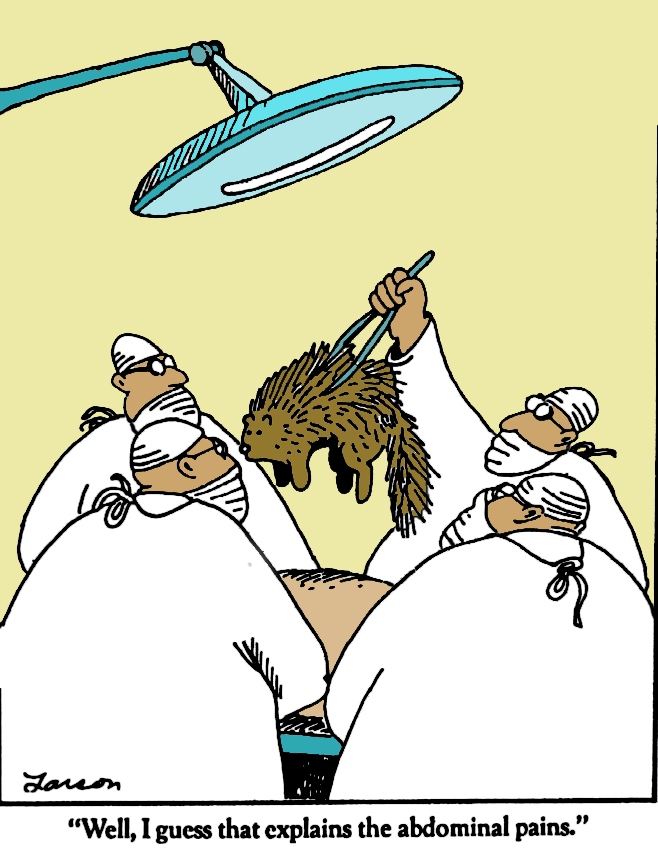 Larson
“Well, I guess that explains the abdominal pains.”